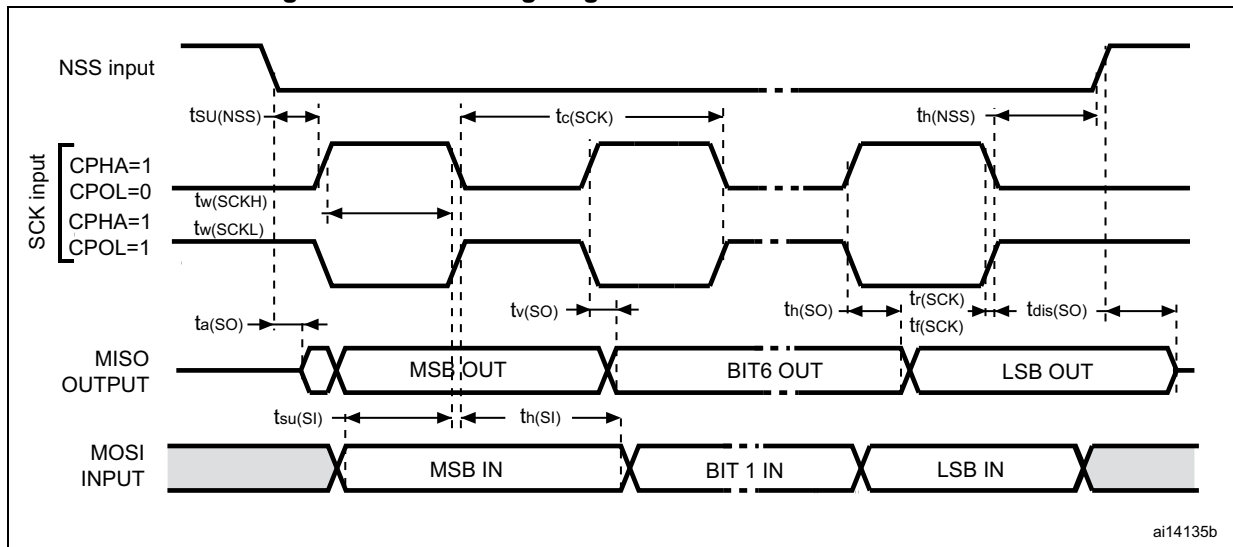 NSS input
tSU(NSS)
tc(SCK)
th(NSS)
SCK input
CPHA=1
CPOL=0
tw(SCKH)
CPHA=1
tw(SCKL)
CPOL=1
ta(SO)
tv(SO)
th(SO)
tr(SCK)
tf(SCK)
tdis(SO)
MISO
OUTPUT
MSB OUT
BIT6 OUT
LSB OUT
tsu(SI)
th(SI)
MOSI
INPUT
MSB IN
BIT 1 IN
LSB IN
ai14135b